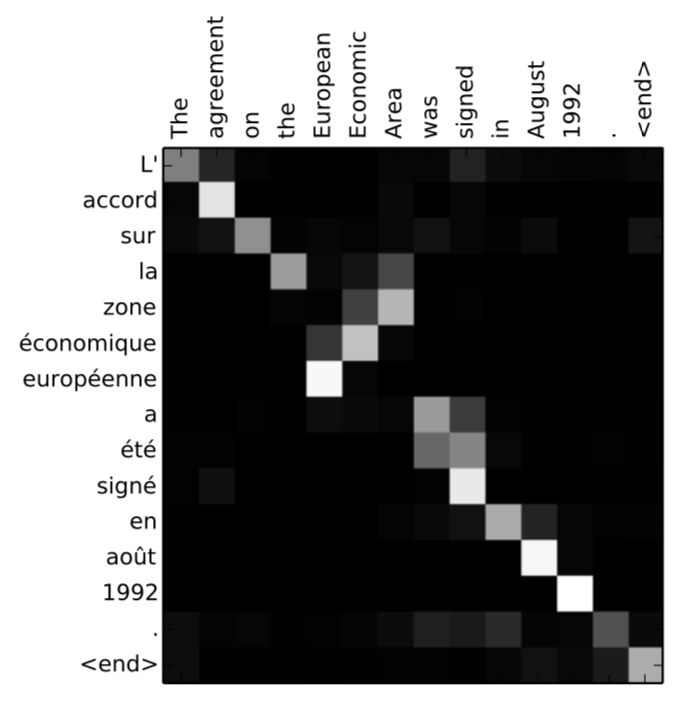 The agreement on the European Economic Area was signed in August 1992 . <end>
L'
accord
sur
la
zone
économique
européenne
a
été
signé
en
août
1992
.
<end>